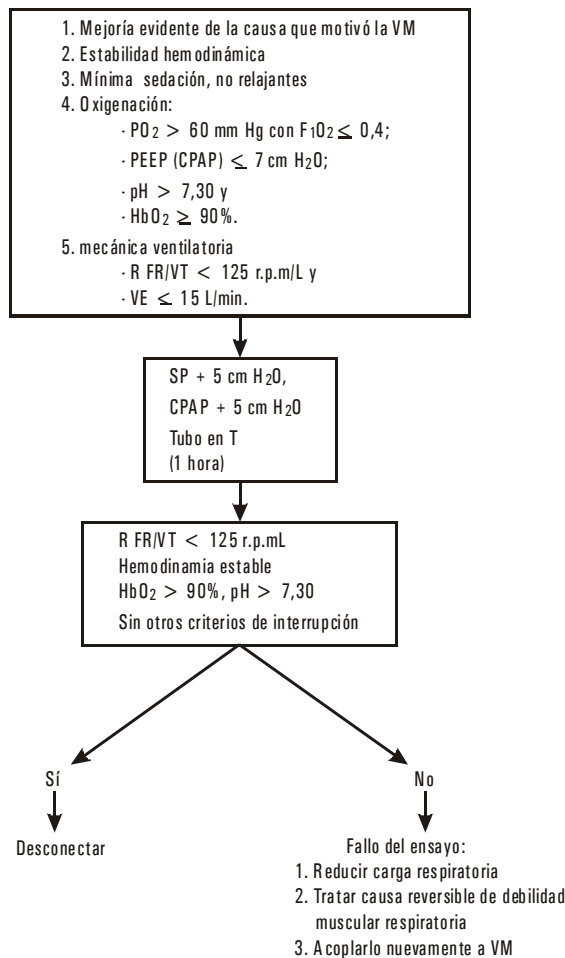 1. Mejoría evidente de la causa que motivó la VM
2. Estabilidad hemodinámica
3. Mínima sedación, no relajantes
4. Oxigenación:
· PO2 > 60 mm Hg con F1O2 ≤ 0,4;
· PEEP (CPAP) ≤ 7 cm H2O;
· pH > 7,30 y
· HbO2 ≥ 90%.
5. mecánica ventilatoria
· R FR/VT < 125 r.p.m/L y
· VE ≤ 15 L/min.
SP + 5 cm H2O,
CPAP + 5 cm H2O
Tubo en T
(1 hora)
R FR/VT < 125 r.p.mL
Hemodinamia estable
HbO2 > 90%, pH > 7,30
Sin otros criterios de interrupción
Sí
No
Desconectar
Fallo del ensayo:
1. Reducir carga respiratoria
2. Tratar causa reversible de debilidad
muscular respiratoria
3. Acoplarlo nuevamente a VM